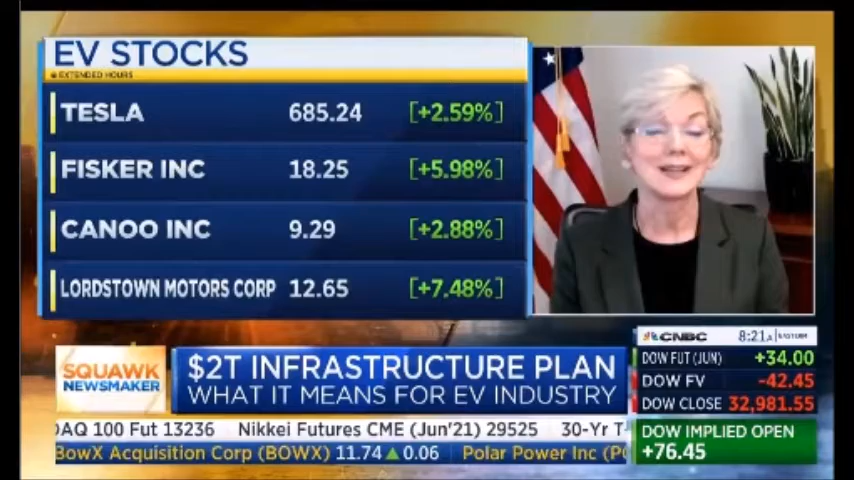 EV STOCKS
EXTENDED HOURS
TESLA 685.24 [+2.59%]
FISKER INC 18.25 [+5.98%]
CANOO INC 9.29 [+2.88%]
LORDSTOWN MOTORS CORP 12.65 [+7.48%]
SQUAWK
NEWSMAKER
$2T INFRASTRUCTURE PLAN
WHAT IT MEANS FOR EV INDUSTRY
CNBC 8:21A EASTERN
DOW FUT (JUN) +34.00
DOW FV -42.45
DOW CLOSE 32,981.55
DOW IMPLIED OPEN
+76.45
DAQ 100 Fut 13236 Nikkei Futures CME (Jun'21) 29525 30-Yr T-
BowX Acquisition Corp (BOWX) 11.74 ▲ 0.06 Polar Power Inc (PO